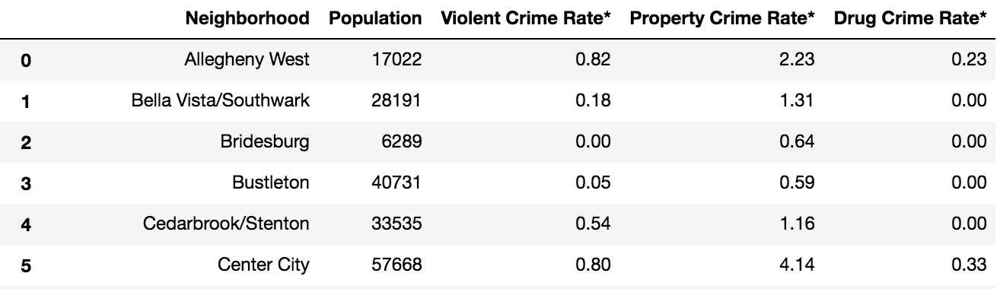 Neighborhood Population Violent Crime Rate* Property Crime Rate* Drug Crime Rate*
0 Allegheny West 17022 0.82 2.23 0.23
1 Bella Vista/Southwark 28191 0.18 1.31 0.00
2 Bridesburg 6289 0.00 0.64 0.00
3 Bustleton 40731 0.05 0.59 0.00
4 Cedarbrook/Stenton 33535 0.54 1.16 0.00
5 Center City 57668 0.80 4.14 0.33